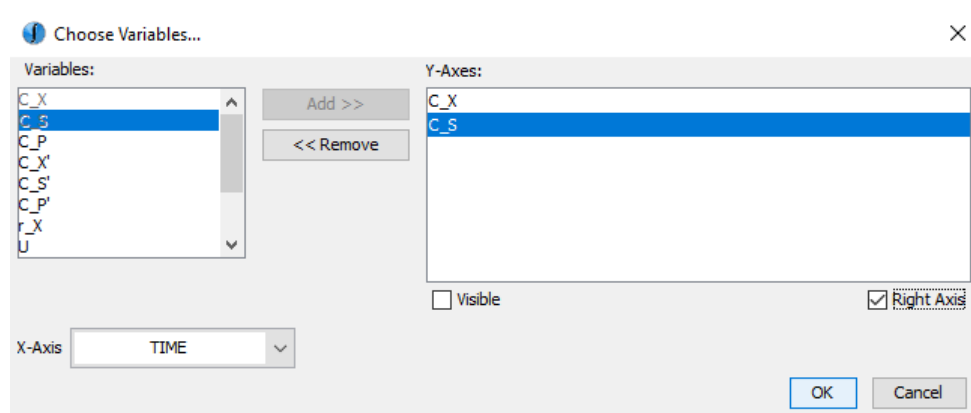 Choose Variables...
Variables:
C_X
C_S
C_P
C_X'
C_S'
C_P'
r_X
U
Add >>
<< Remove
Y-Axes:
C_X
C_S
Visible
Right Axis
X-Axis
TIME
OK
Cancel